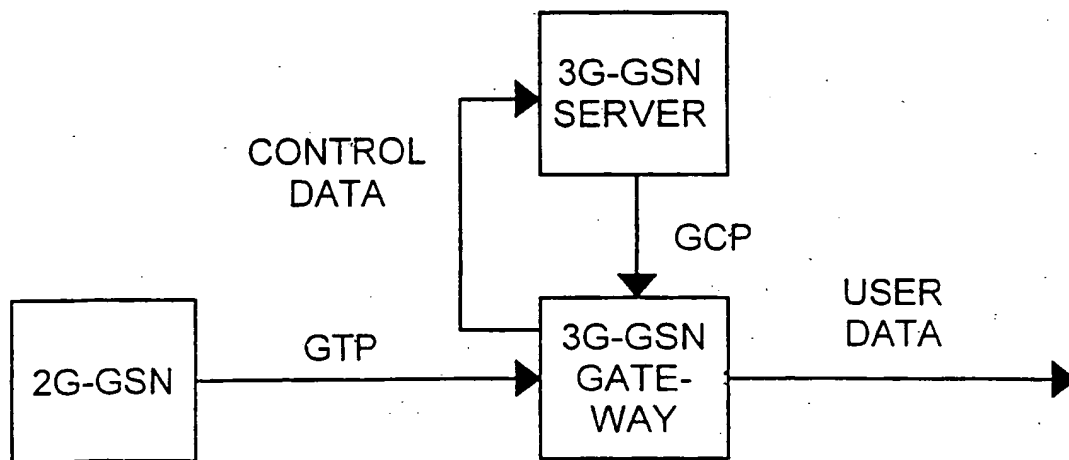 3G-GSN
SERVER
CONTROL
DATA
GCP
USER
DATA
2G-GSN
GTP
3G-GSN
GATE-
WAY